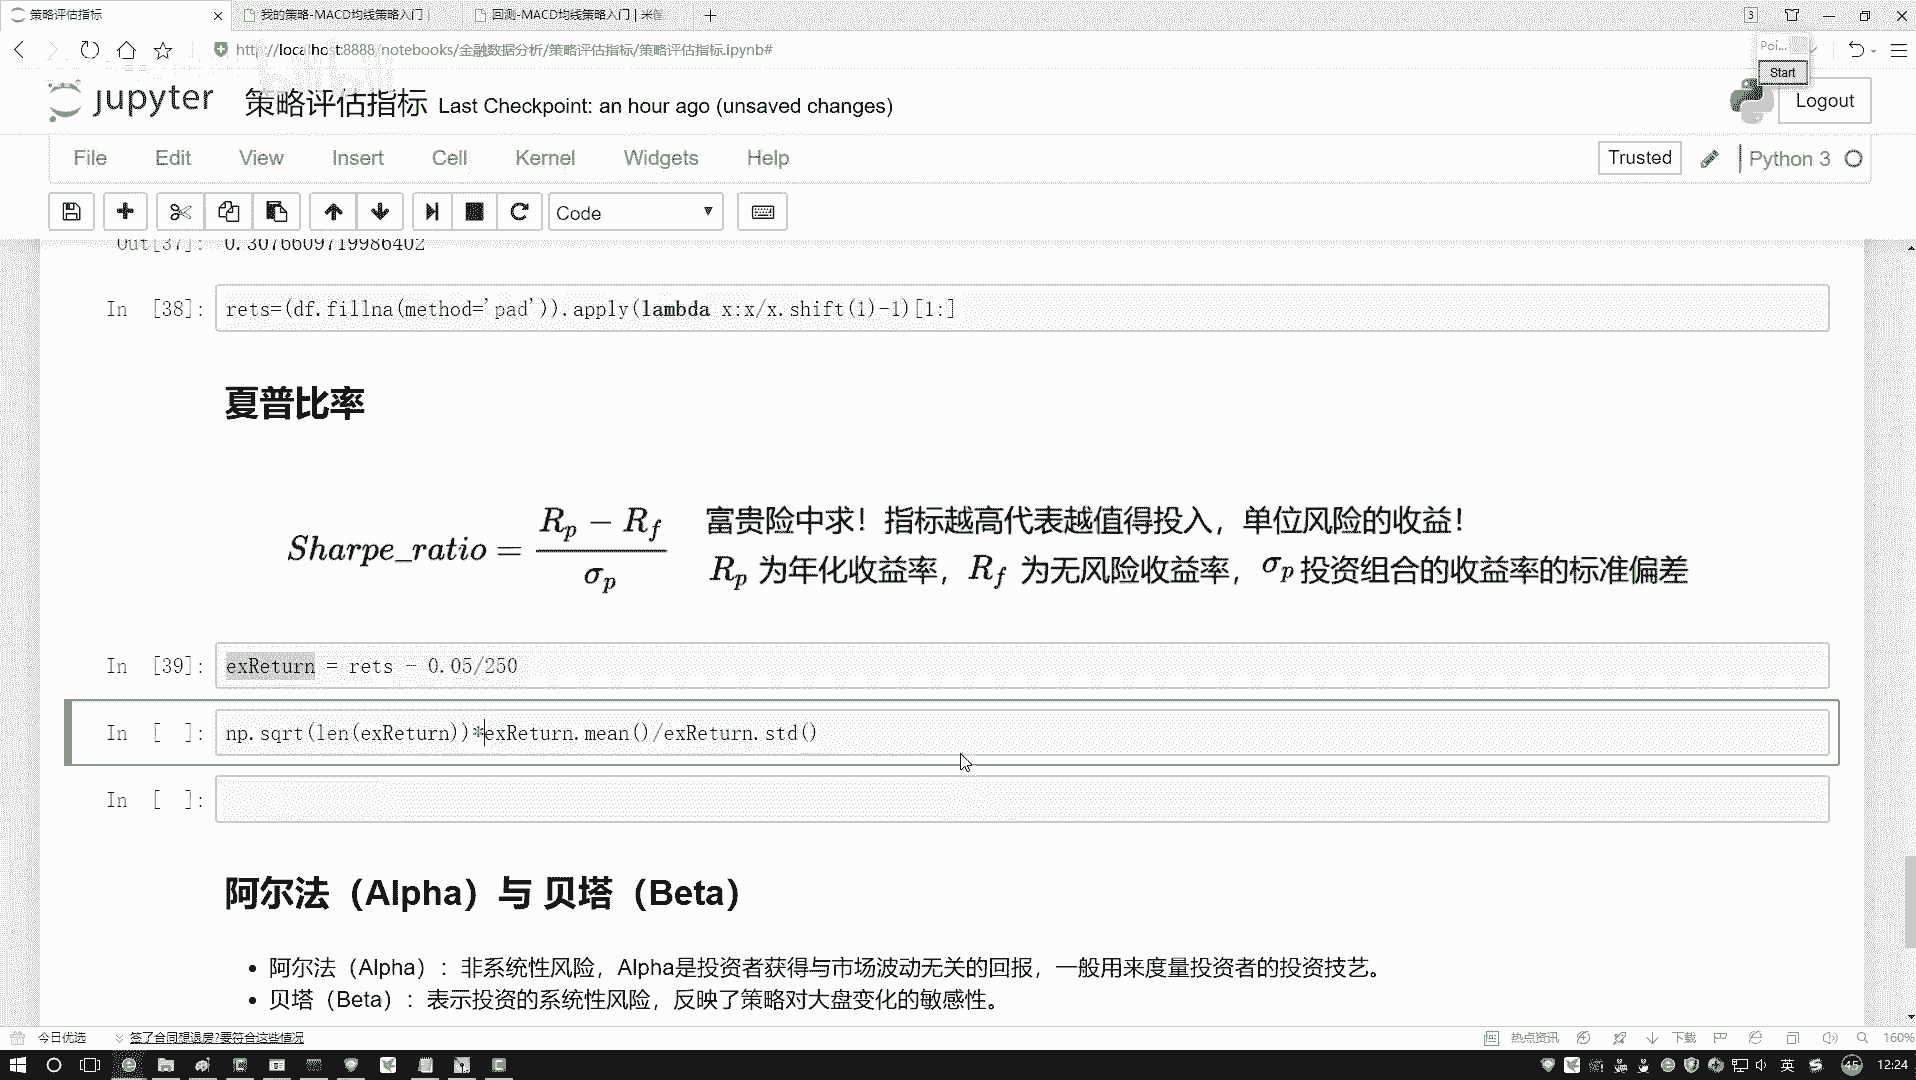 策略评估指标
我的策略-MACD均线策略入门 |
回测-MACD均线策略入门 | 米筐
3
http://localhost:8888/notebooks/金融数据分析/策略评估指标/策略评估指标.ipynb#
Poi...
Start
jupyter 策略评估指标 Last Checkpoint: an hour ago (unsaved changes)
Logout
File Edit View Insert Cell Kernel Widgets Help
Trusted
Python 3
Code
Out[37]: 0.3076609719986402
In [38]: rets=(df.fillna(method='pad')).apply(lambda x:x/x.shift(1)-1)[1:]
夏普比率
Sharpe_ratio = (R_p − R_f) / σ_p
富贵险中求！指标越高代表越值得投入，单位风险的收益！
R_p 为年化收益率，R_f 为无风险收益率，σ_p 投资组合的收益率的标准偏差
In [39]: exReturn = rets - 0.05/250
In [ ]: np.sqrt(len(exReturn))*exReturn.mean()/exReturn.std()
In [ ]:
阿尔法（Alpha）与 贝塔（Beta）
• 阿尔法（Alpha）：非系统性风险，Alpha是投资者获得与市场波动无关的回报，一般用来度量投资者的投资技艺。
• 贝塔（Beta）：表示投资的系统性风险，反映了策略对大盘变化的敏感性。
今日优选
签了合同想退房?要符合这些情况
热点资讯
下载
160%
英
45
12:24